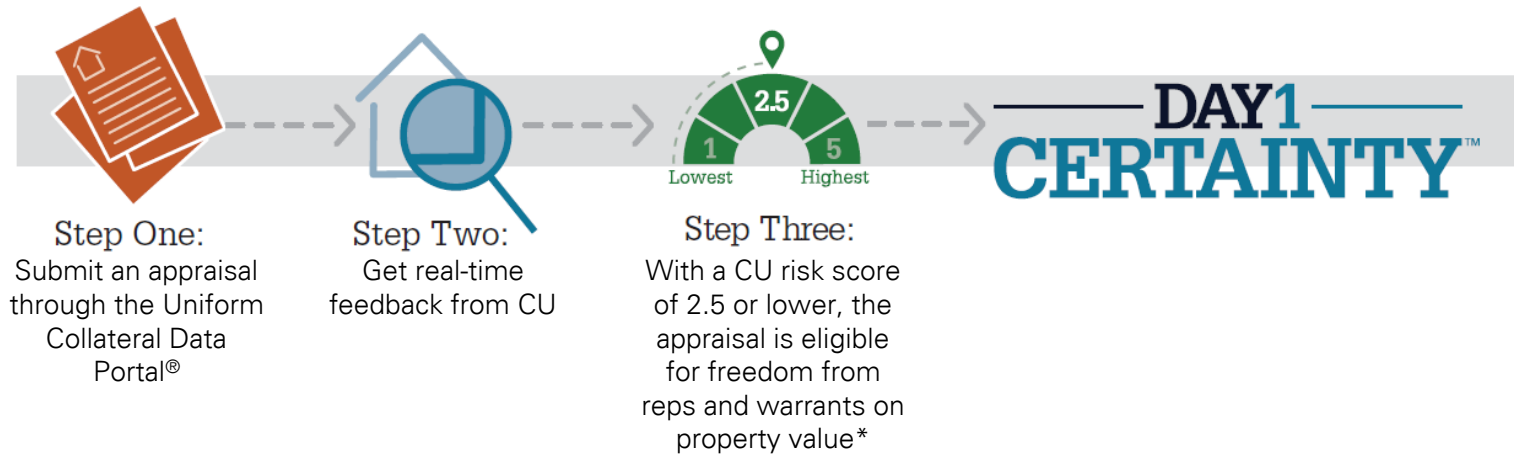 Step One:
Submit an appraisal
through the Uniform
Collateral Data
Portal®
Step Two:
Get real-time
feedback from CU
1
2.5
5
Lowest
Highest
Step Three:
With a CU risk score
of 2.5 or lower, the
appraisal is eligible
for freedom from
reps and warrants on
property value*
DAY1
CERTAINTY™